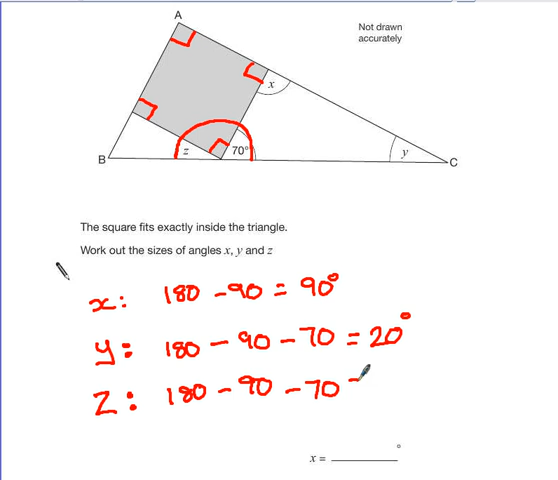 A
Not drawn
accurately
x
z
70°
y
B
C
The square fits exactly inside the triangle.
Work out the sizes of angles x, y and z
x: 180 - 90 = 90°
y: 180 - 90 - 70 = 20°
z: 180 - 90 - 70 -
x = ________ °